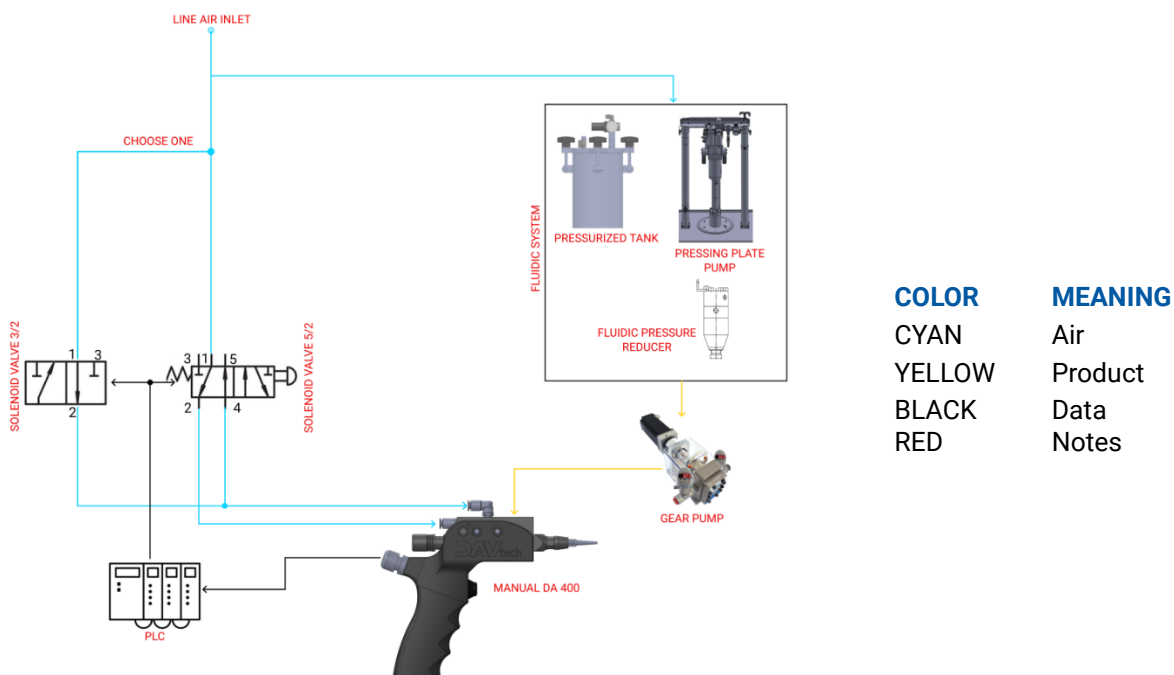 LINE AIR INLET
CHOOSE ONE
FLUIDIC SYSTEM
PRESSURIZED TANK
PRESSING PLATE
PUMP
FLUIDIC PRESSURE
REDUCER
COLOR MEANING
CYAN Air
YELLOW Product
BLACK Data
RED Notes
SOLENOID VALVE 3/2
1 3
2
3 1 5
2 4
SOLENOID VALVE 5/2
GEAR PUMP
DAVtech
MANUAL DA 400
PLC